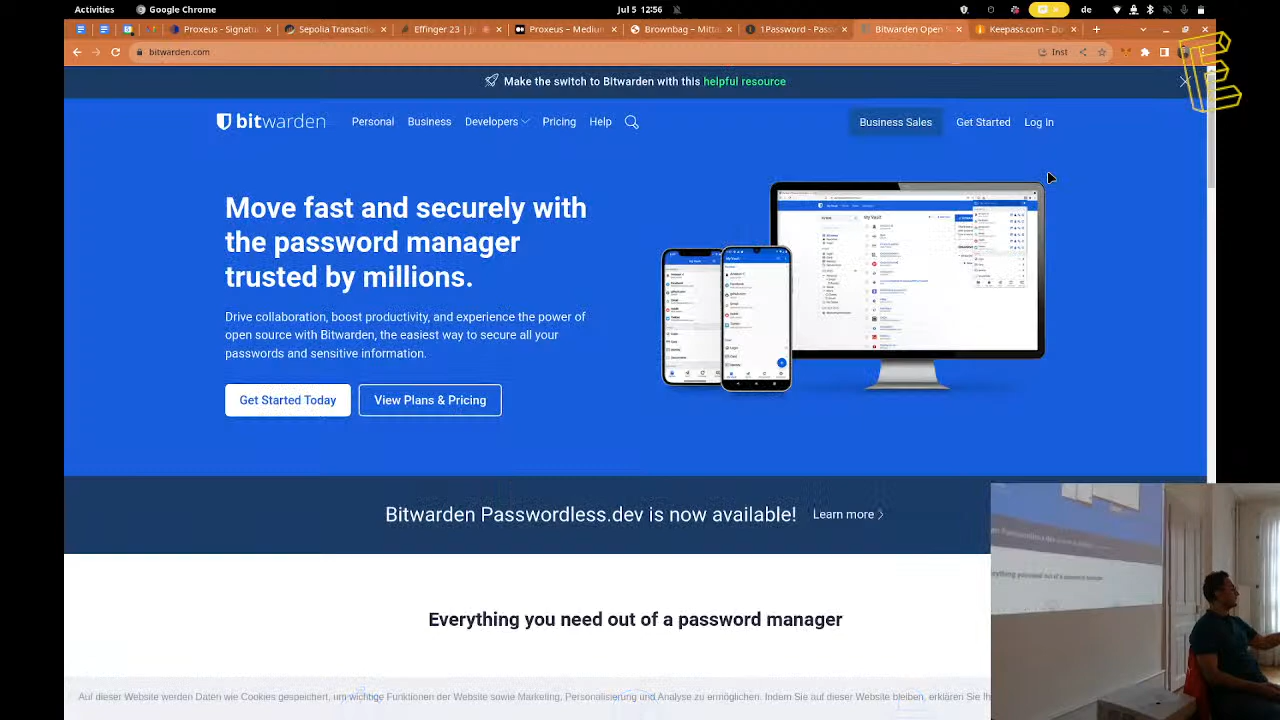 Activities
Google Chrome
Jul 5 12:56
de
Proxeus - Signatu
Sepolia Transactio
Effinger 23 | j
Proxeus – Medium
Brownbag – Mitta
1Password - Passw
Bitwarden Open
Keepass.com - Do
bitwarden.com
Inst
Make the switch to Bitwarden with this helpful resource
bitwarden
Personal
Business
Developers
Pricing
Help
Business Sales
Get Started
Log In
Move fast and securely with
the password manager
trusted by millions.
Drive collaboration, boost productivity, and experience the power of
open source with Bitwarden, the easiest way to secure all your
passwords and sensitive information.
Get Started Today
View Plans & Pricing
My Vault
Bitwarden Passwordless.dev is now available!
Learn more
Everything you need out of a password manager
Auf dieser Website werden Daten wie Cookies gespeichert, um wichtige Funktionen der Website sowie Marketing, Personalisierung und Analyse zu ermöglichen. Indem Sie auf dieser Website bleiben, erklären Sie